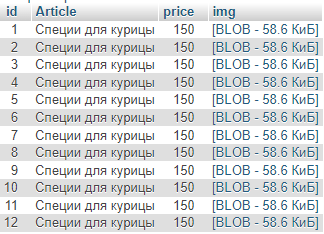 id Article price img
1 Специи для курицы 150 [BLOB - 58.6 КиБ]
2 Специи для курицы 150 [BLOB - 58.6 КиБ]
3 Специи для курицы 150 [BLOB - 58.6 КиБ]
4 Специи для курицы 150 [BLOB - 58.6 КиБ]
5 Специи для курицы 150 [BLOB - 58.6 КиБ]
6 Специи для курицы 150 [BLOB - 58.6 КиБ]
7 Специи для курицы 150 [BLOB - 58.6 КиБ]
8 Специи для курицы 150 [BLOB - 58.6 КиБ]
9 Специи для курицы 150 [BLOB - 58.6 КиБ]
10 Специи для курицы 150 [BLOB - 58.6 КиБ]
11 Специи для курицы 150 [BLOB - 58.6 КиБ]
12 Специи для курицы 150 [BLOB - 58.6 КиБ]